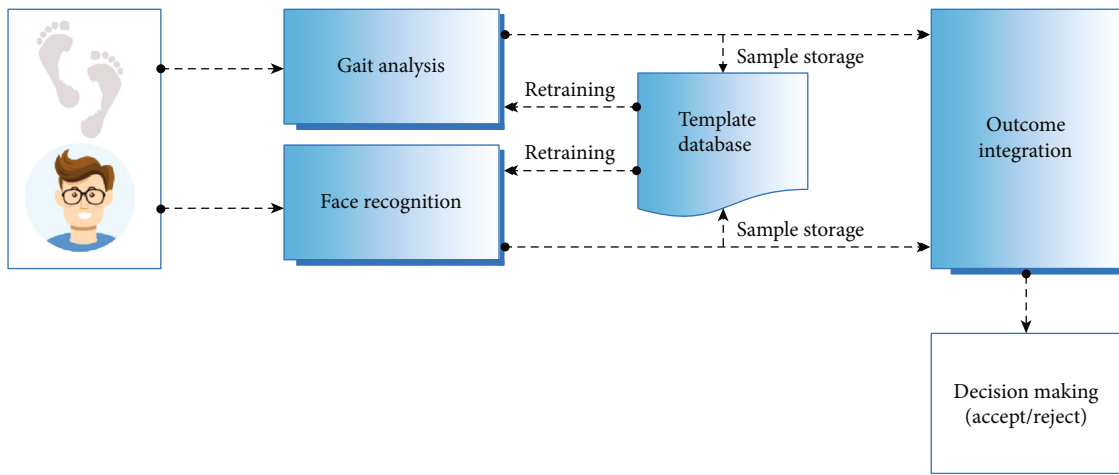 Gait analysis
Sample storage
Retraining
Template
database
Outcome
integration
Retraining
Face recognition
Sample storage
Decision making
(accept/reject)